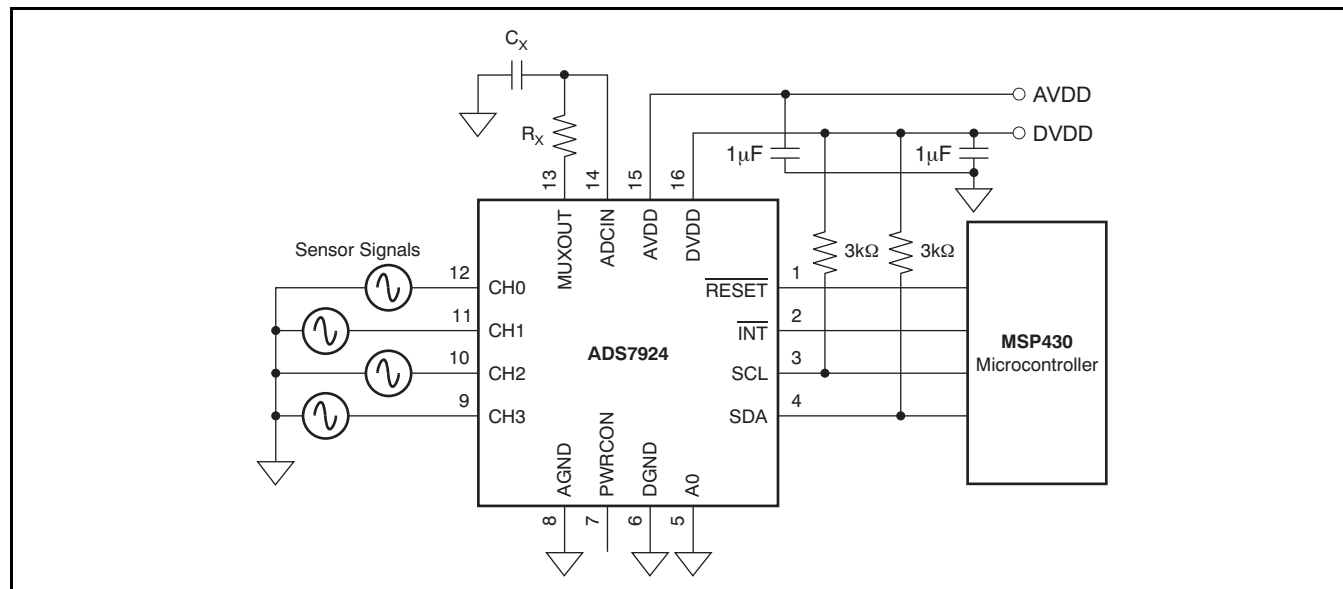 CX
AVDD
DVDD
RX
1µF
1µF
13
14
15
16
MUXOUT
ADCIN
AVDD
DVDD
3kΩ
3kΩ
Sensor Signals
12
CH0
11
CH1
10
CH2
9
CH3
ADS7924
RESET
1
INT
2
SCL
3
SDA
4
MSP430
Microcontroller
AGND
PWRCON
DGND
A0
8
7
6
5